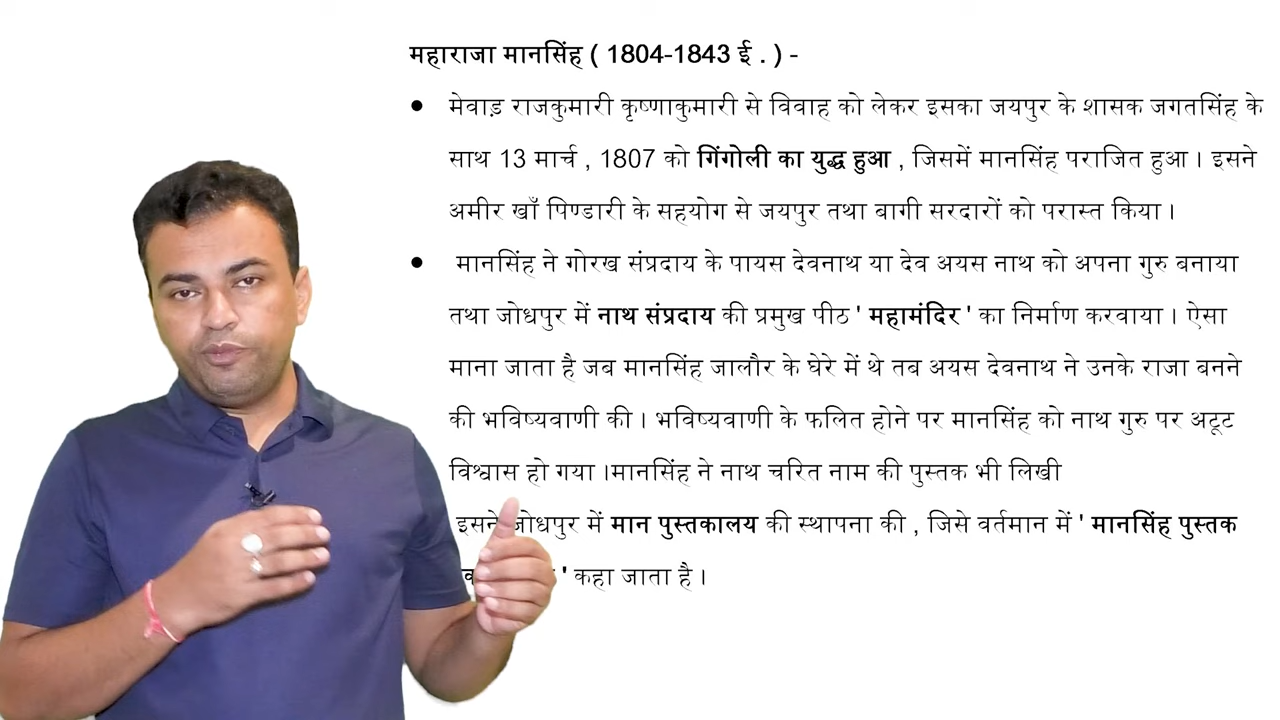 महाराजा मानसिंह ( 1804-1843 ई . ) -
• मेवाड़ राजकुमारी कृष्णाकुमारी से विवाह को लेकर इसका जयपुर के शासक जगतसिंह के
साथ 13 मार्च , 1807 को गिंगोली का युद्ध हुआ , जिसमें मानसिंह पराजित हुआ । इसने
अमीर खाँ पिण्डारी के सहयोग से जयपुर तथा बागी सरदारों को परास्त किया ।
• मानसिंह ने गोरख संप्रदाय के पायस देवनाथ या देव अयस नाथ को अपना गुरु बनाया
तथा जोधपुर में नाथ संप्रदाय की प्रमुख पीठ ' महामंदिर ' का निर्माण करवाया । ऐसा
माना जाता है जब मानसिंह जालौर के घेरे में थे तब अयस देवनाथ ने उनके राजा बनने
की भविष्यवाणी की । भविष्यवाणी के फलित होने पर मानसिंह को नाथ गुरु पर अटूट
विश्वास हो गया ।मानसिंह ने नाथ चरित नाम की पुस्तक भी लिखी
इसने जोधपुर में मान पुस्तकालय की स्थापना की , जिसे वर्तमान में ' मानसिंह पुस्तक
' कहा जाता है ।